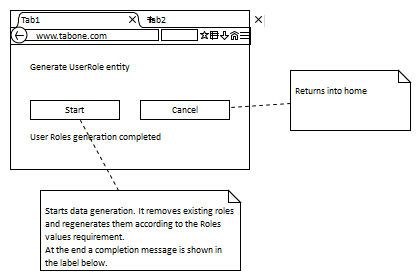 Tab1
Tab2
www.tabone.com
Generate UserRole entity
Returns into home
Start
Cancel
User Roles generation completed
Starts data generation. It removes existing roles
and regenerates them according to the Roles
values requirement.
At the end a completion message is shown in
the label below.